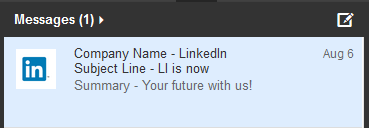 Messages (1)
in
Company Name - LinkedIn
Aug 6
Subject Line - LI is now
Summary - Your future with us!